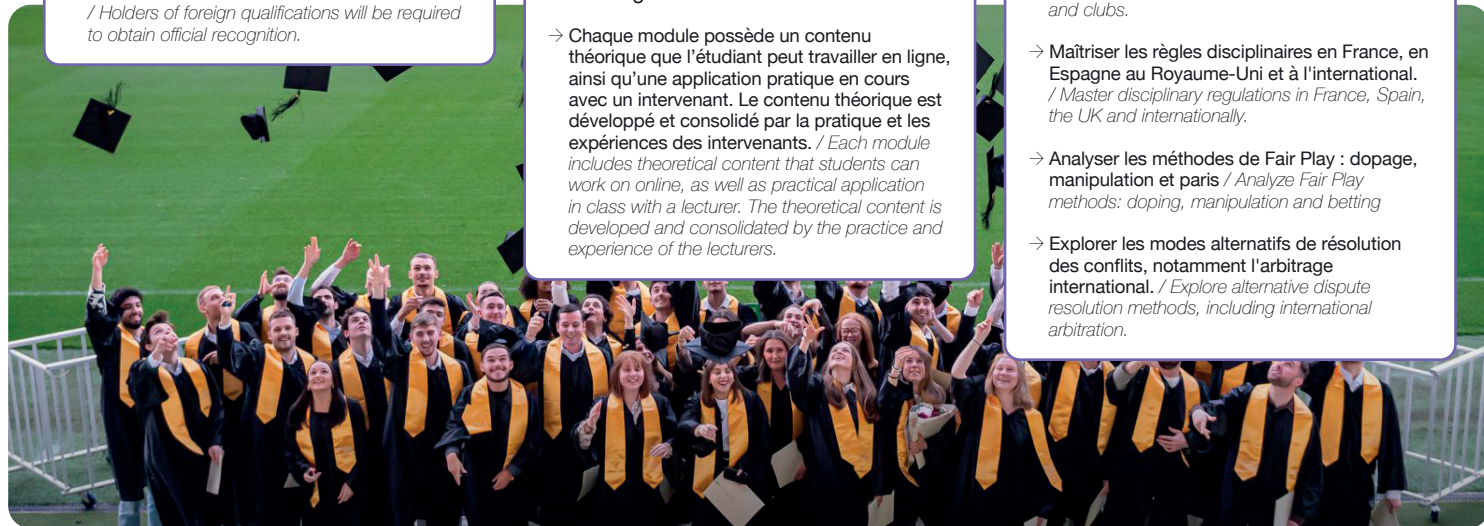 / Holders of foreign qualifications will be required
to obtain official recognition.
→ Chaque module possède un contenu
théorique que l'étudiant peut travailler en ligne,
ainsi qu'une application pratique en cours
avec un intervenant. Le contenu théorique est
développé et consolidé par la pratique et les
expériences des intervenants. / Each module
includes theoretical content that students can
work on online, as well as practical application
in class with a lecturer. The theoretical content is
developed and consolidated by the practice and
experience of the lecturers.
and clubs.
→ Maîtriser les règles disciplinaires en France, en
Espagne au Royaume-Uni et à l'international.
/ Master disciplinary regulations in France, Spain,
the UK and internationally.
→ Analyser les méthodes de Fair Play : dopage,
manipulation et paris / Analyze Fair Play
methods: doping, manipulation and betting
→ Explorer les modes alternatifs de résolution
des conflits, notamment l'arbitrage
international. / Explore alternative dispute
resolution methods, including international
arbitration.